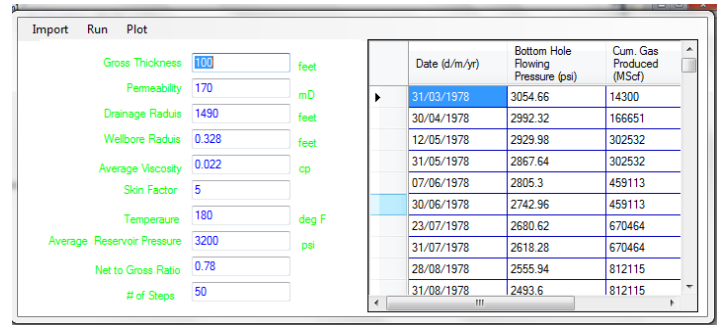 Import Run Plot
Gross Thickness 100 feet
Permeability 170 mD
Drainage Raduis 1490 feet
Wellbore Raduis 0.328 feet
Average Viscosity 0.022 cp
Skin Factor 5
Temperaure 180 deg F
Average Reservoir Pressure 3200 psi
Net to Gross Ratio 0.78
# of Steps 50
Date (d/m/yr) Bottom Hole Flowing Pressure (psi) Cum. Gas Produced (MScf)
31/03/1978 3054.66 14300
30/04/1978 2992.32 166651
12/05/1978 2929.98 302532
31/05/1978 2867.64 302532
07/06/1978 2805.3 459113
30/06/1978 2742.96 459113
23/07/1978 2680.62 670464
31/07/1978 2618.28 670464
28/08/1978 2555.94 812115
31/08/1978 2493.6 812115